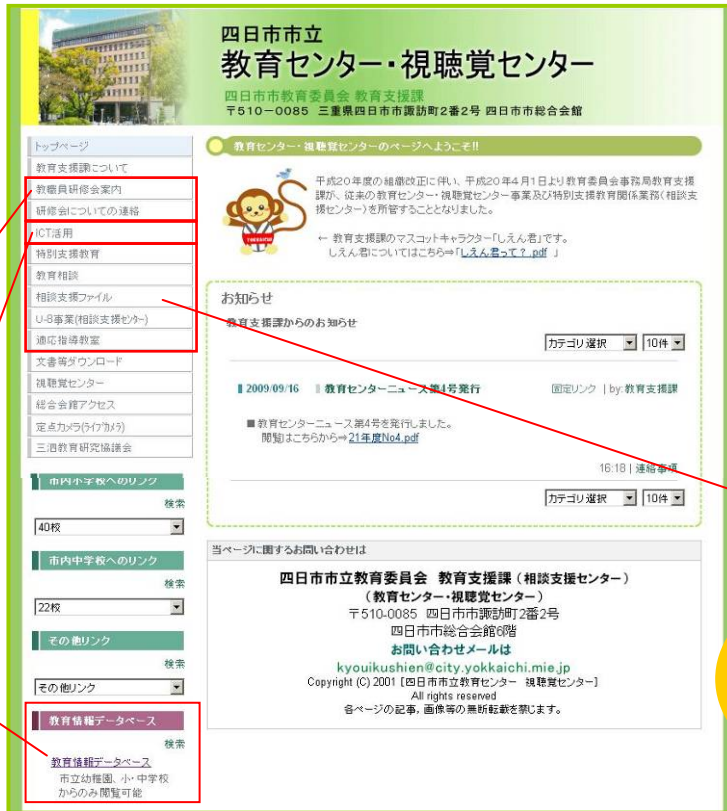 四日市市立
教育センター・視聴覚センター
四日市市教育委員会 教育支援課
〒510－0085 三重県四日市市諏訪町2番2号 四日市市総合会館
トップページ
教育支援課について
教職員研修会案内
研修会についての連絡
ICT活用
特別支援教育
教育相談
相談支援ファイル
U-8事業(相談支援センター)
適応指導教室
文書等ダウンロード
視聴覚センター
総合会館アクセス
定点カメラ(ライブカメラ)
三泗教育研究協議会
市内小学校へのリンク
検索
40校
市内中学校へのリンク
検索
22校
その他リンク
検索
その他リンク
教育情報データベース
検索
教育情報データベース
市立幼稚園、小・中学校
からのみ閲覧可能
教育センター・視聴覚センターのページへようこそ!!
平成20年度の組織改正に伴い、平成20年4月1日より教育委員会事務局教育支援
課が、従来の教育センター・視聴覚センター事業及び特別支援教育関係業務(相談支
援センター)を所管することとなりました。
← 教育支援課のマスコットキャラクター「しえん君」です。
しえん君についてはこちら⇒「しえん君って？.pdf 」
お知らせ
教育支援課からのお知らせ
カテゴリ選択 10件
2009/09/16 教育センターニュース第4号発行 固定リンク | by:教育支援課
■教育センターニュース第4号を発行しました。
閲覧はこちらから⇒21年度No4.pdf
16:18 | 連絡事項
カテゴリ選択 10件
当ページに関するお問い合わせは
四日市市立教育委員会 教育支援課（相談支援センター）
（教育センター・視聴覚センター）
〒510-0085 四日市市諏訪町2番2号
四日市市総合会館6階
お問い合わせメールは
kyouikushien@city.yokkaichi.mie.jp
Copyright (C) 2001 [四日市市立教育センター 視聴覚センター]
All rights reserved
各ページの記事，画像等の無断転載を禁じます。